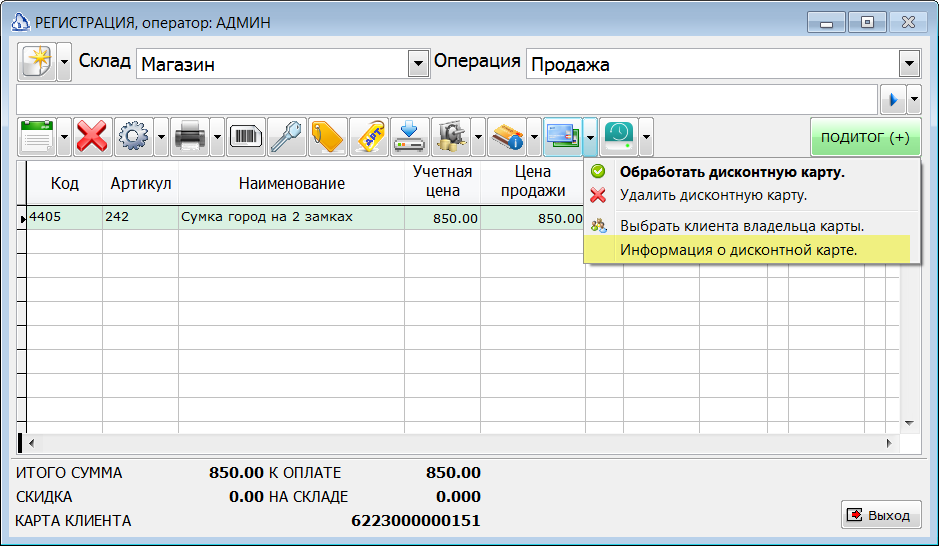 РЕГИСТРАЦИЯ, оператор: АДМИН
Склад Магазин Операция Продажа
ПОДИТОГ (+)
Обработать дисконтную карту.
Удалить дисконтную карту.
Выбрать клиента владельца карты.
Информация о дисконтной карте.
Код Артикул Наименование Учетная цена Цена продажи
4405 242 Сумка город на 2 замках 850.00 850.00
ИТОГО СУММА 850.00 К ОПЛАТЕ 850.00
СКИДКА 0.00 НА СКЛАДЕ 0.000
КАРТА КЛИЕНТА 6223000000151
Выход